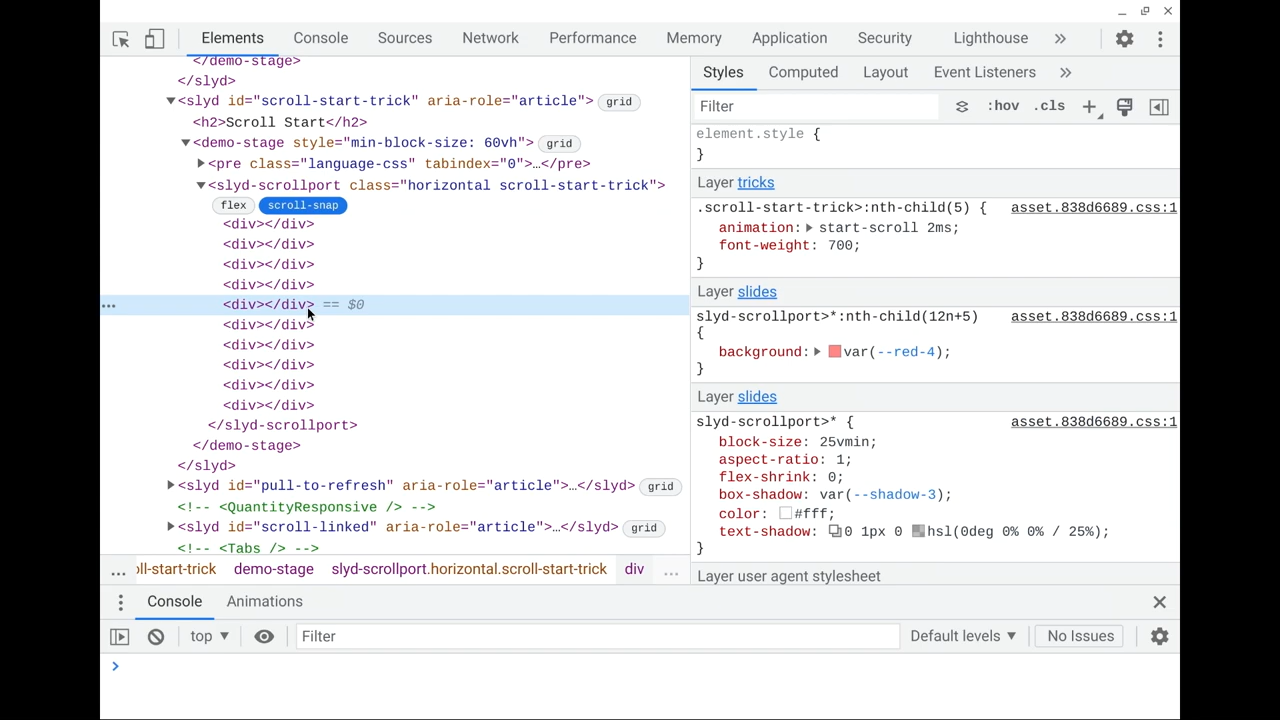 Elements Console Sources Network Performance Memory Application Security Lighthouse »
</demo-stage>
</slyd>
<slyd id="scroll-start-trick" aria-role="article"> grid
<h2>Scroll Start</h2>
<demo-stage style="min-block-size: 60vh"> grid
<pre class="language-css" tabindex="0">…</pre>
<slyd-scrollport class="horizontal scroll-start-trick">
flex scroll-snap
<div></div>
<div></div>
<div></div>
<div></div>
… <div></div> == $0
<div></div>
<div></div>
<div></div>
<div></div>
<div></div>
</slyd-scrollport>
</demo-stage>
</slyd>
<slyd id="pull-to-refresh" aria-role="article">…</slyd> grid
<!-- <QuantityResponsive /> -->
<slyd id="scroll-linked" aria-role="article">…</slyd> grid
<!-- <Tabs /> -->
… oll-start-trick demo-stage slyd-scrollport.horizontal.scroll-start-trick div …
Styles Computed Layout Event Listeners »
Filter :hov .cls +
element.style {
}
Layer tricks
.scroll-start-trick>:nth-child(5) { asset.838d6689.css:1
animation: start-scroll 2ms;
font-weight: 700;
}
Layer slides
slyd-scrollport>*:nth-child(12n+5) asset.838d6689.css:1
{
background: var(--red-4);
}
Layer slides
slyd-scrollport>* { asset.838d6689.css:1
block-size: 25vmin;
aspect-ratio: 1;
flex-shrink: 0;
box-shadow: var(--shadow-3);
color: #fff;
text-shadow: 0 1px 0 hsl(0deg 0% 0% / 25%);
}
Layer user agent stylesheet
Console Animations
top Filter Default levels No Issues
>